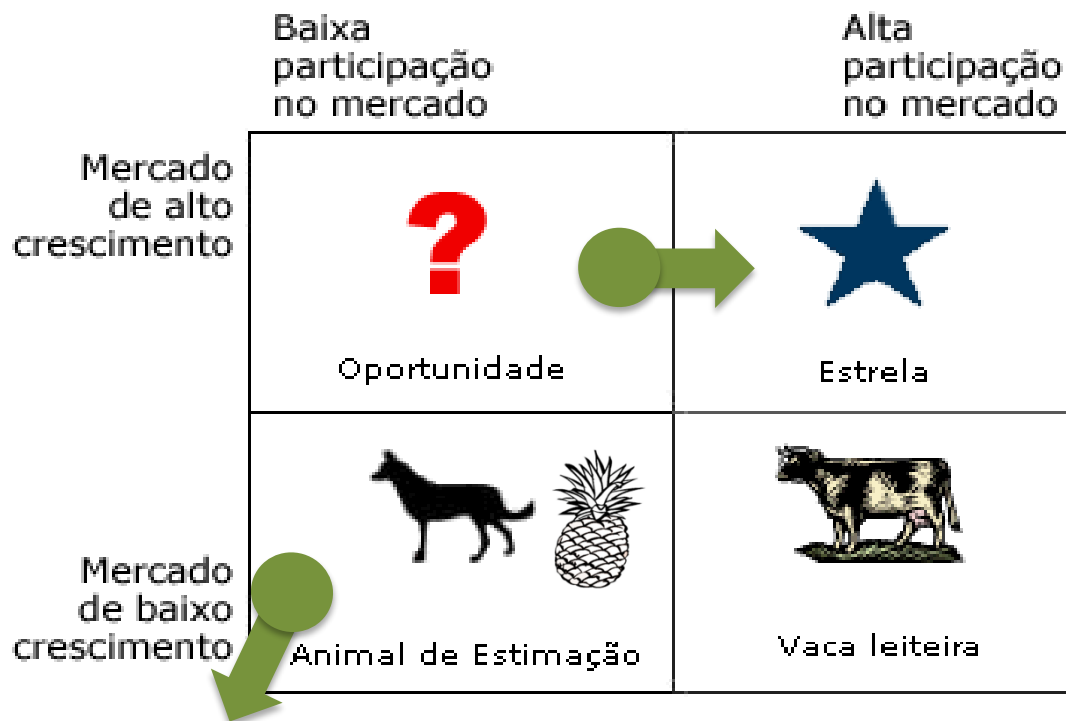 Baixa
participação
no mercado
Alta
participação
no mercado
Mercado
de alto
crescimento
?
Oportunidade
Estrela
Mercado
de baixo
crescimento
Animal de Estimação
Vaca leiteira